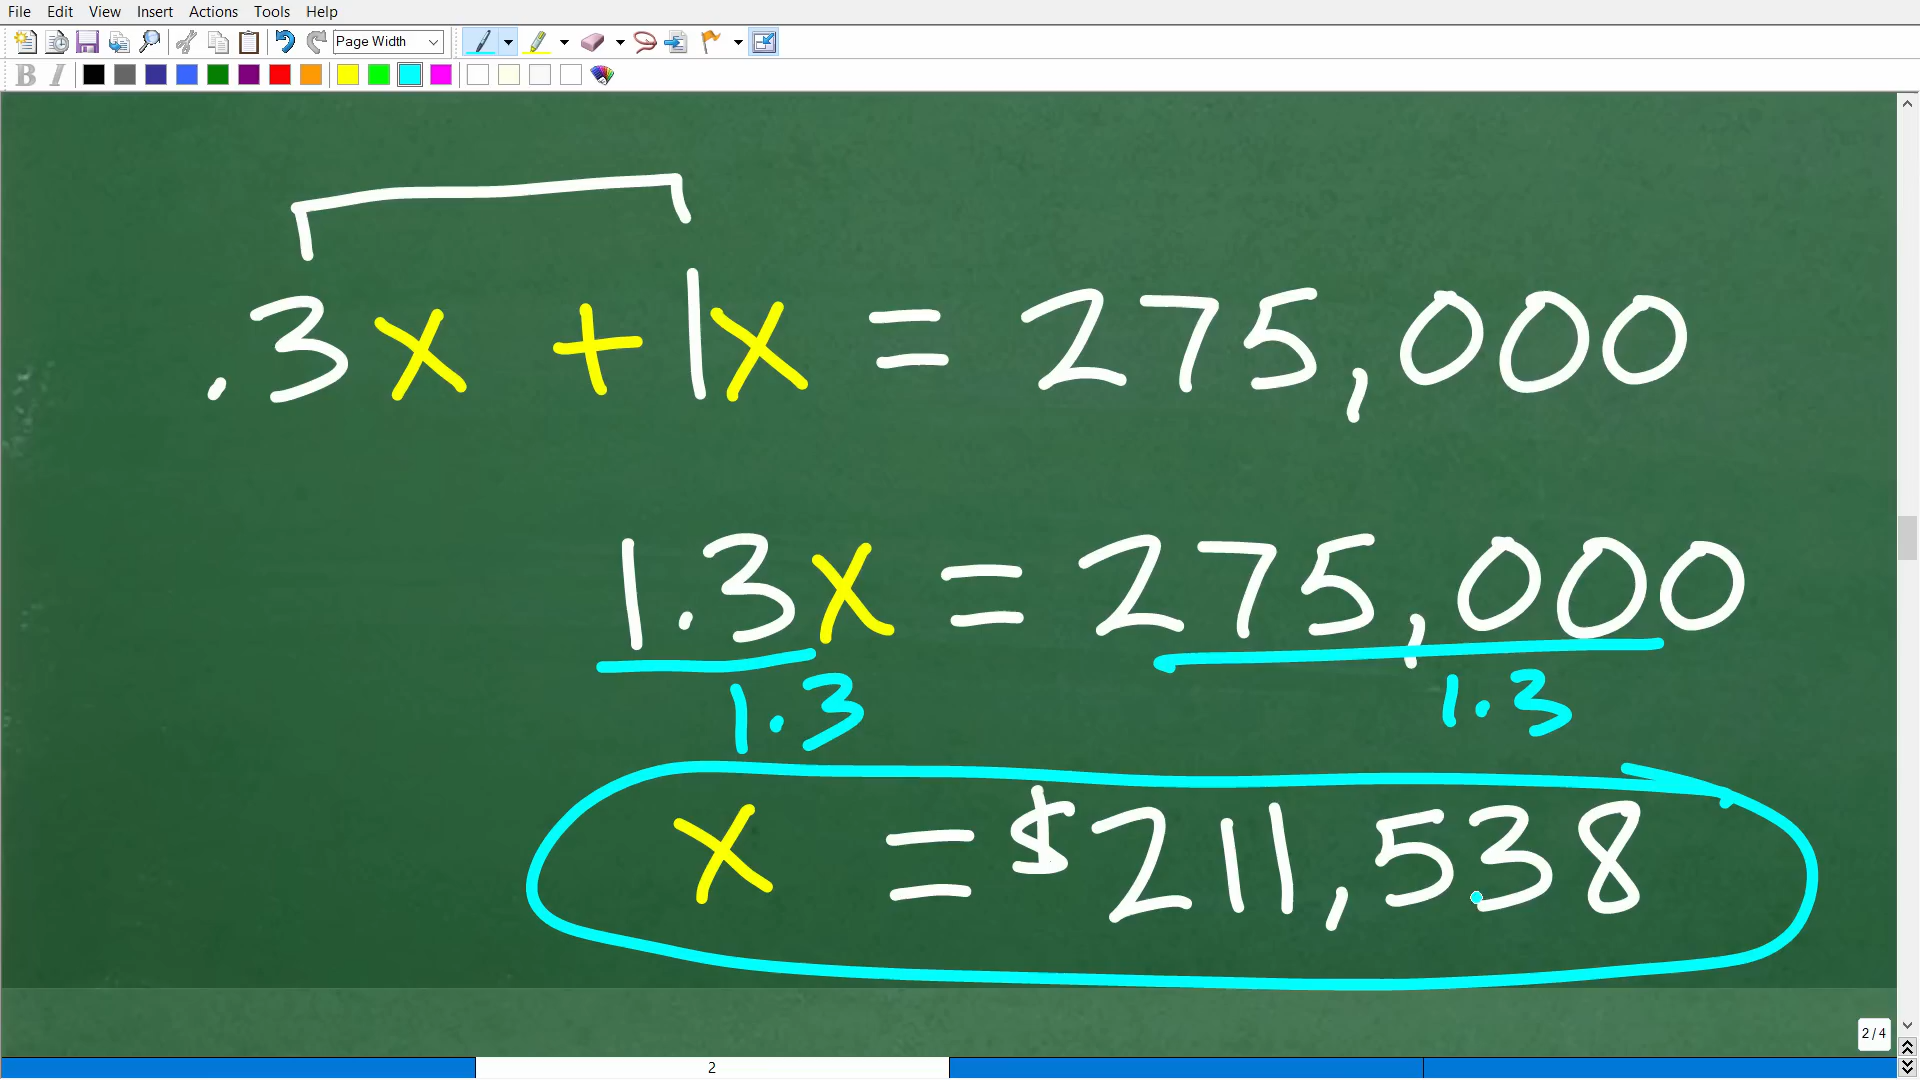 File Edit View Insert Actions Tools Help
Page Width
B I
.3x + 1x = 275,000
1.3x = 275,000
1.3 1.3
x = $211,538
2 / 4
2